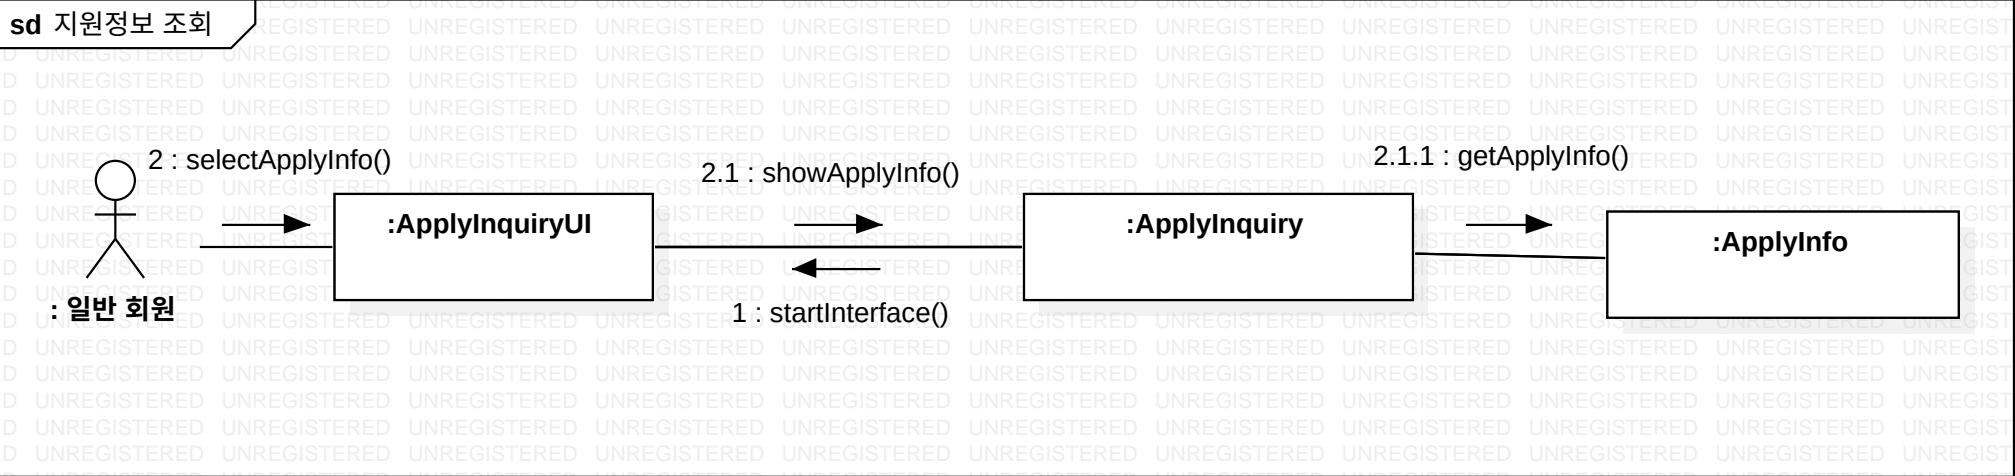 sd 지원정보 조회
2 : selectApplyInfo()
2.1 : showApplyInfo()
2.1.1 : getApplyInfo()
:ApplyInquiryUI
:ApplyInquiry
:ApplyInfo
: 일반 회원
1 : startInterface()
UNREGISTERED